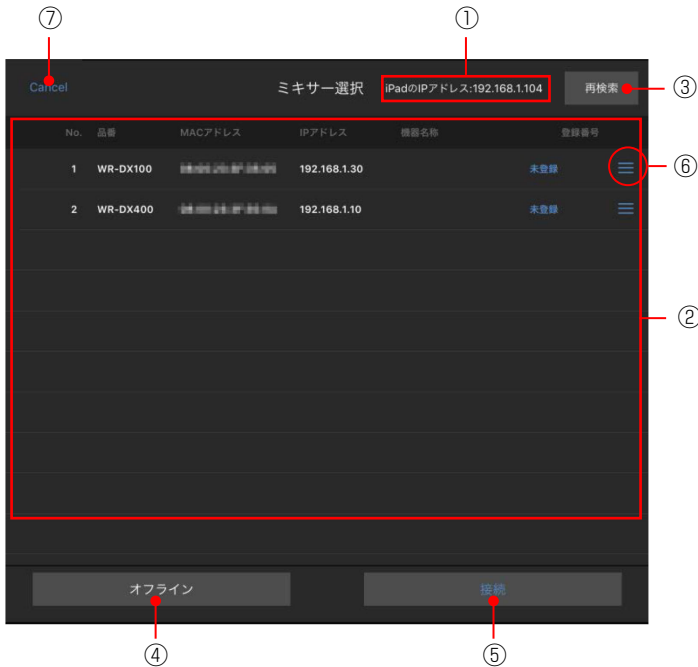 ⑦ ①
Cancel ミキサー選択 iPadのIPアドレス:192.168.1.104 再検索 ③
No. 品番 MACアドレス IPアドレス 機器名称 登録番号
1 WR-DX100 192.168.1.30 未登録 ⑥
2 WR-DX400 192.168.1.10 未登録
②
オフライン 接続
④ ⑤